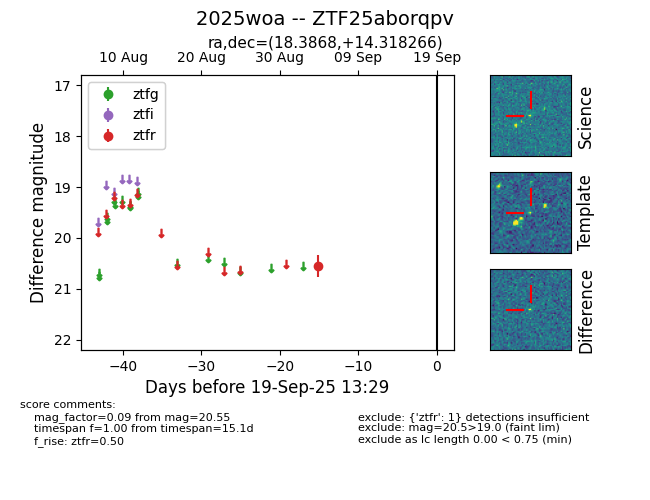 2025woa -- ZTF25aborqpv
ra,dec=(18.3868,+14.318266)
10 Aug 20 Aug 30 Aug 09 Sep 19 Sep
17
18
19
20
21
22
Difference magnitude
ztfg
ztfi
ztfr
−40 −30 −20 −10 0
Days before 19-Sep-25 13:29
Science
Template
Difference
score comments:
mag_factor=0.09 from mag=20.55
timespan f=1.00 from timespan=15.1d
f_rise: ztfr=0.50
exclude: {'ztfr': 1} detections insufficient
exclude: mag=20.5>19.0 (faint lim)
exclude as lc length 0.00 < 0.75 (min)